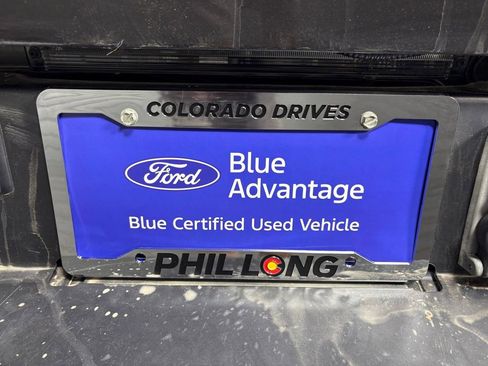 COLORADO DRIVES
Ford
Blue
Advantage
Blue Certified Used Vehicle
PHIL LONG